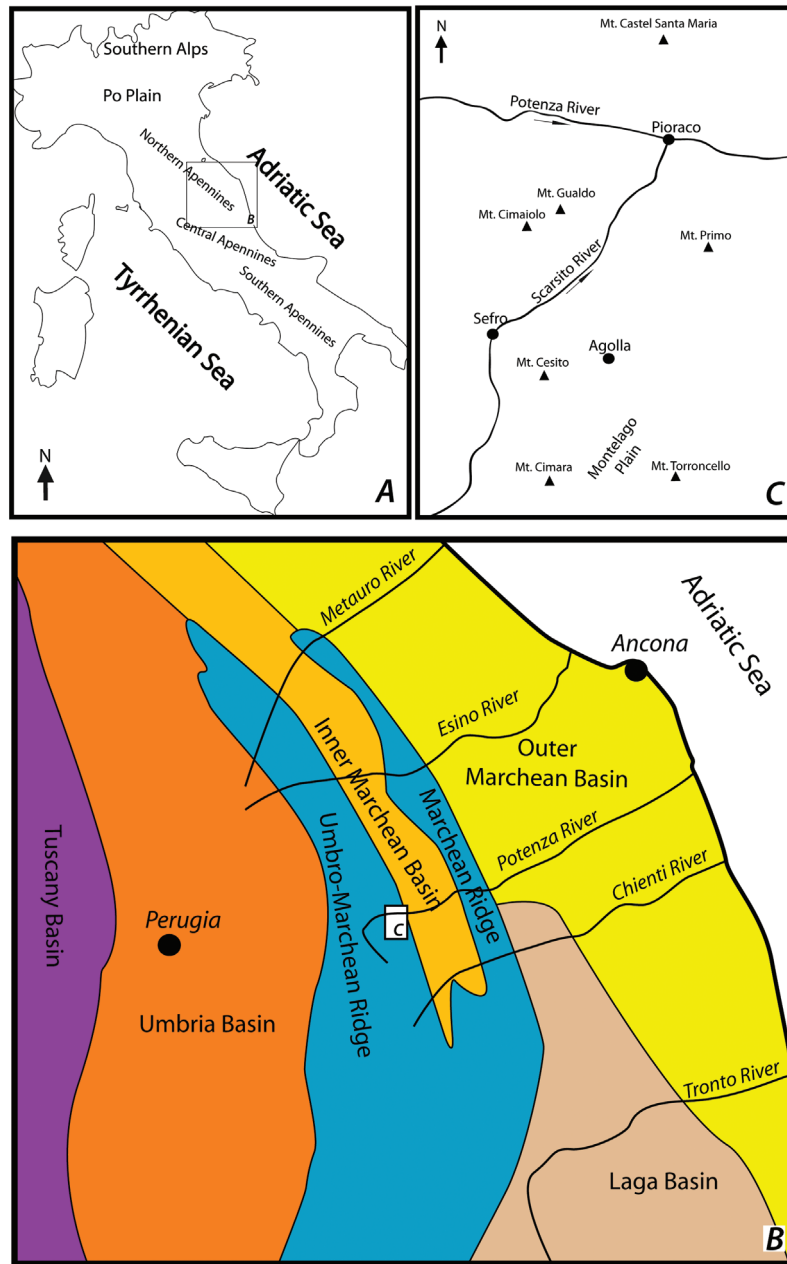 Southern Alps
Po Plain
Northern Apennines
Adriatic Sea
B
Central Apennines
Southern Apennines
Tyrrhenian Sea
N
A
N
Mt. Castel Santa Maria
Potenza River
Pioraco
Mt. Gualdo
Mt. Cimaiolo
Mt. Primo
Scarsito River
Sefro
Agolla
Mt. Cesito
Montelago
Plain
Mt. Cimara
Mt. Torroncello
C
Metauro River
Adriatic Sea
Ancona
Esino River
Outer
Marchean Basin
Inner Marchean Basin
Marchean Ridge
Potenza River
Chienti River
Tuscany Basin
Umbro-Marchean Ridge
Perugia
c
Umbria Basin
Tronto River
Laga Basin
B